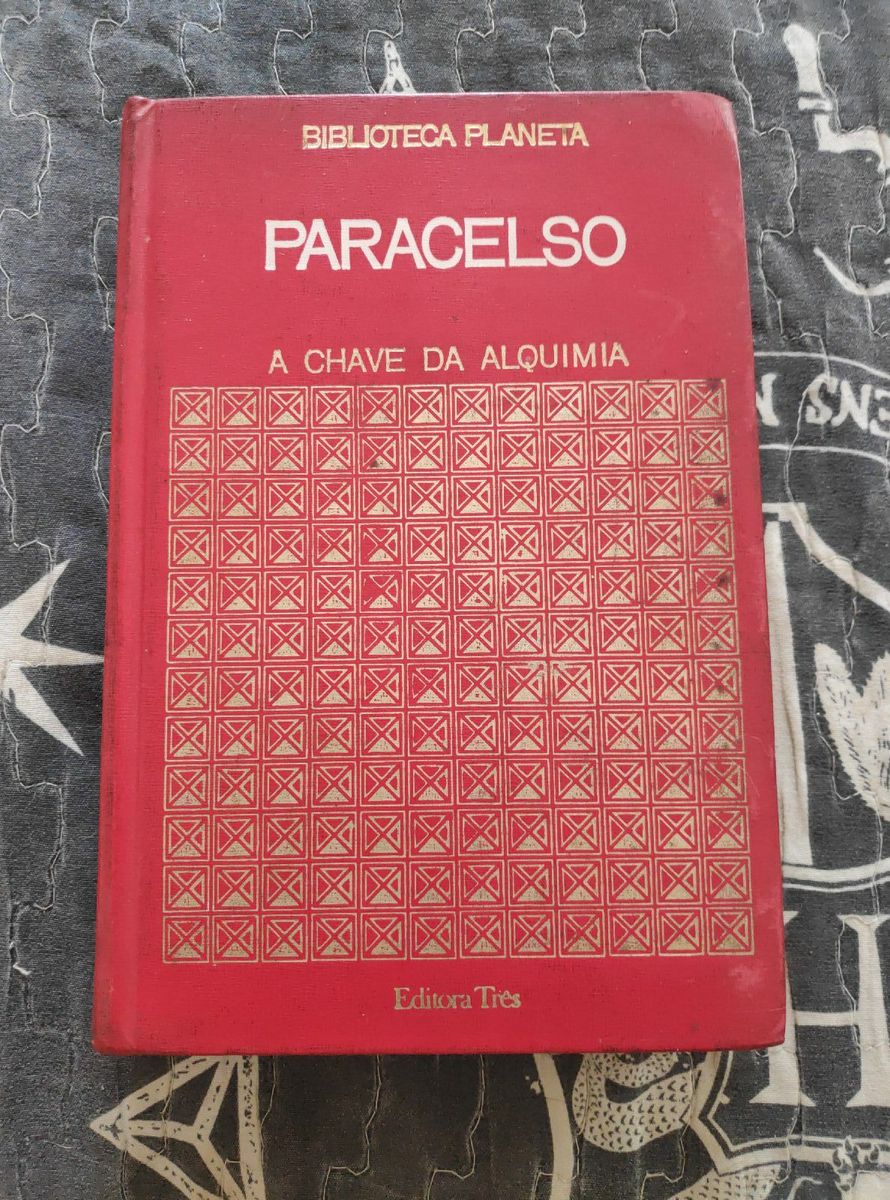 BIBLIOTECA PLANETA
PARACELSO
A CHAVE DA ALQUIMIA
Editora Três